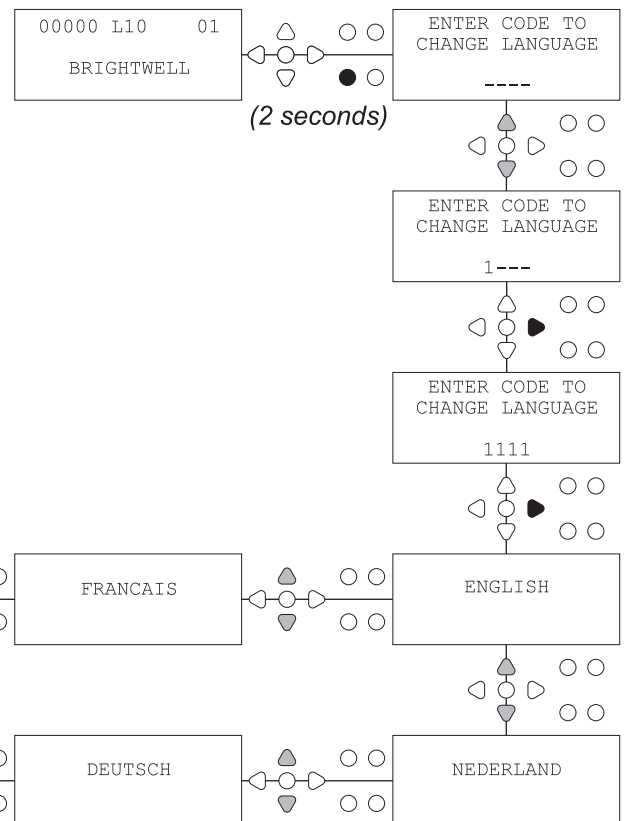 00000 L10 01
BRIGHTWELL
(2 seconds)
ENTER CODE TO
CHANGE LANGUAGE
----
ENTER CODE TO
CHANGE LANGUAGE
1---
ENTER CODE TO
CHANGE LANGUAGE
1111
FRANCAIS
ENGLISH
DEUTSCH
NEDERLAND